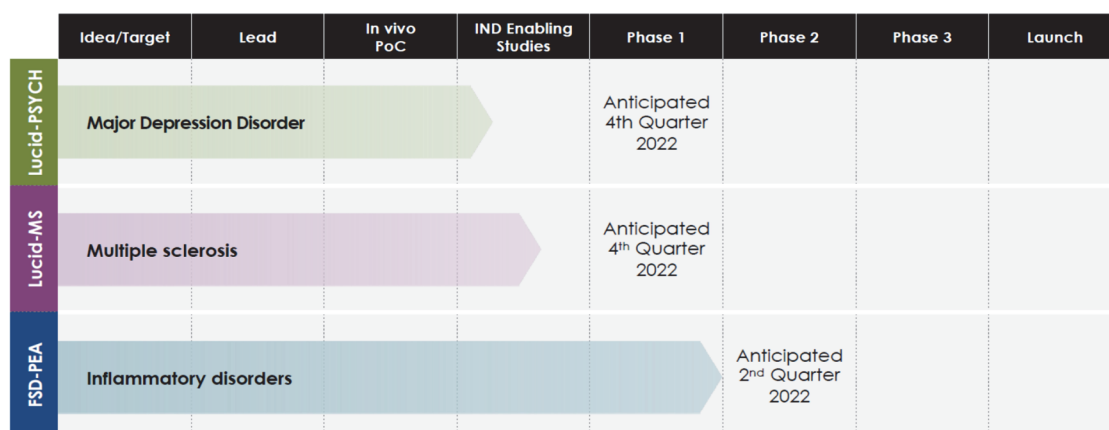 Idea/Target
Lead
In vivo
PoC
IND Enabling
Studies
Phase 1
Phase 2
Phase 3
Launch
Lucid-PSYCH
Major Depression Disorder
Anticipated
4th Quarter
2022
Lucid-MS
Multiple sclerosis
Anticipated
4th Quarter
2022
FSD-PEA
Inflammatory disorders
Anticipated
2nd Quarter
2022